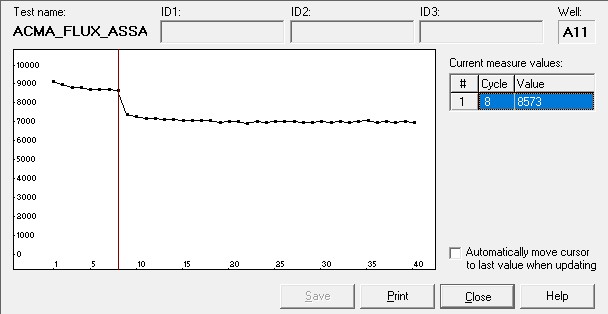 Test name: ID1: ID2: ID3: Well:
ACMA_FLUX_ASSA A11
Current measure values:
# Cycle Value
1 8 8573
10000
9000
8000
7000
6000
5000
4000
3000
2000
1000
0
1 5 10 15 20 25 30 35 40
Automatically move cursor
to last value when updating
Save Print Close Help